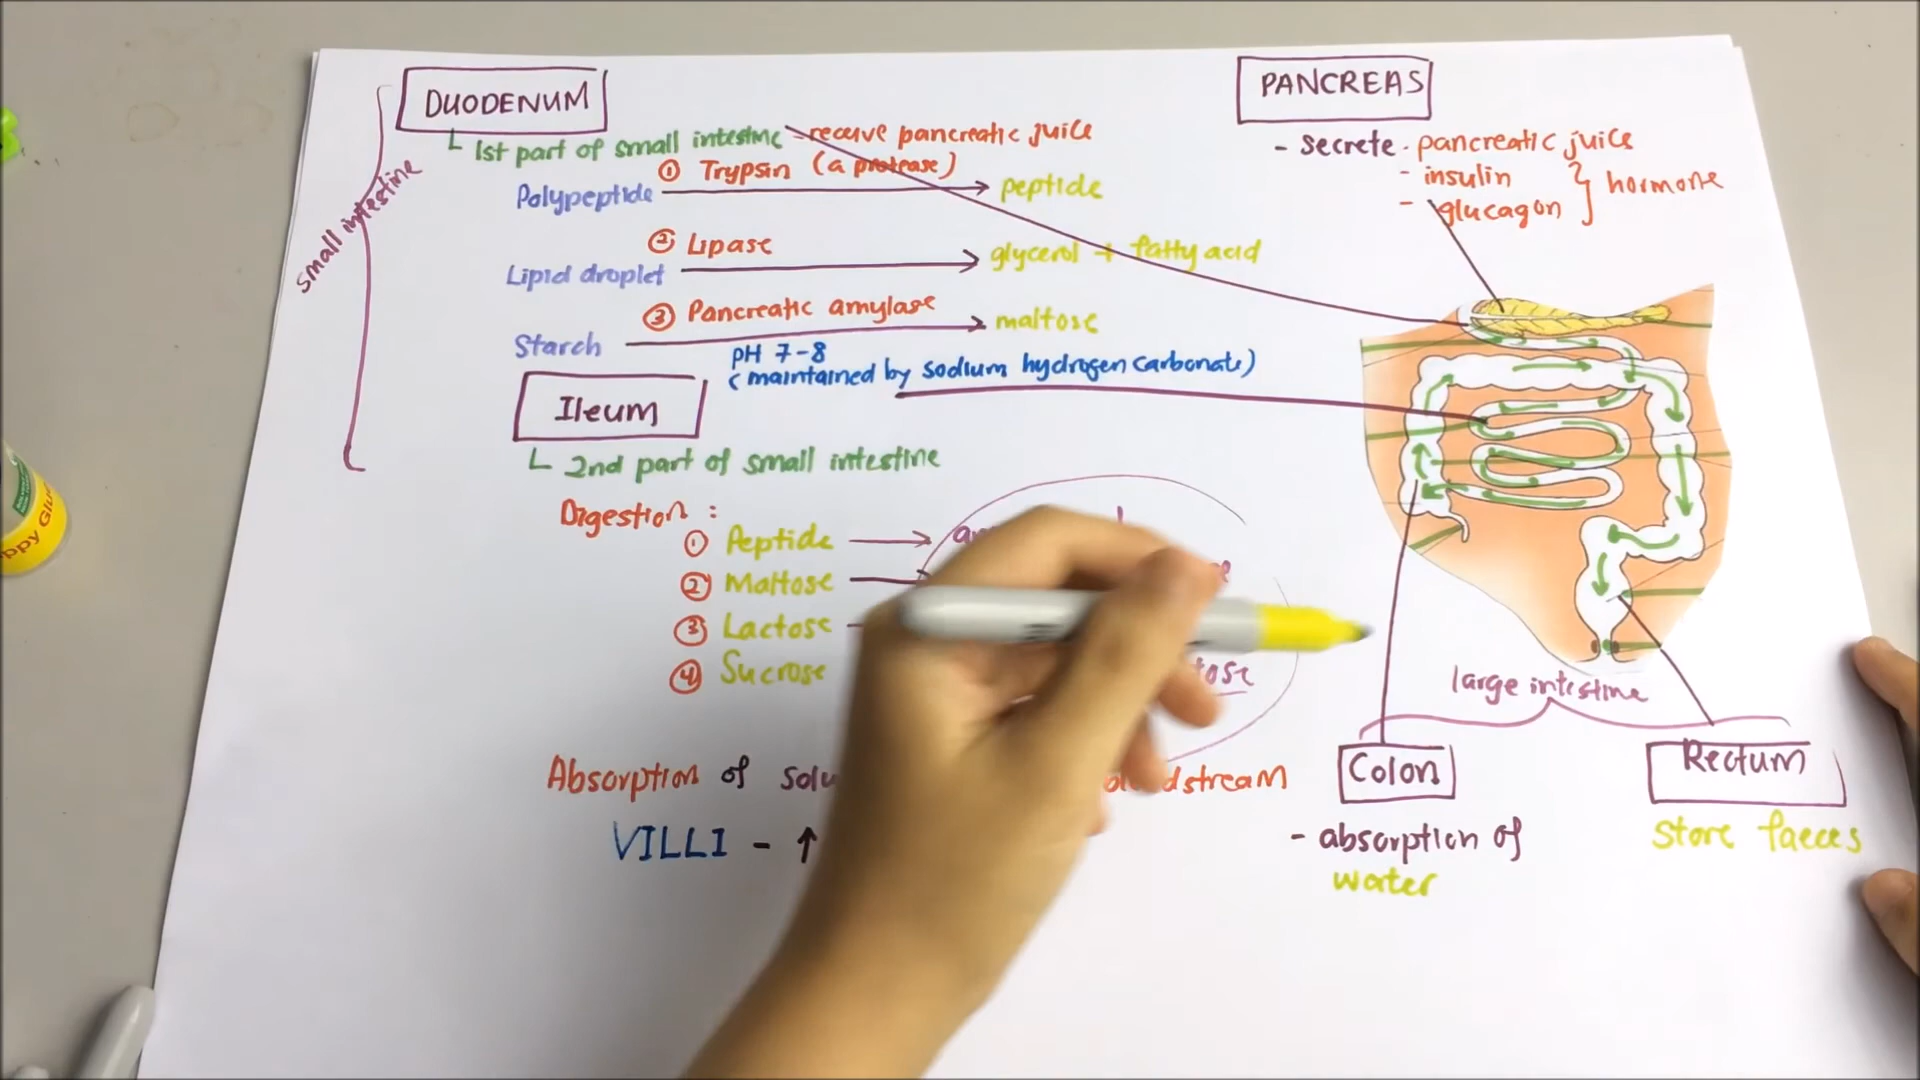 DUODENUM
1st part of small intestine - receive pancreatic juice
① Trypsin (a protease)
Polypeptide peptide
② Lipase
Lipid droplet glycerol + fatty acid
③ Pancreatic amylase
Starch maltose
pH 7-8
(maintained by sodium hydrogen carbonate)
small intestine
Ileum
2nd part of small intestine
Digestion :
① Peptide
② Maltose
③ Lactose
④ Sucrose
Absorption of bloodstream
VILLI - ↑
PANCREAS
- secrete - pancreatic juice
- insulin
- glucagon } hormone
large intestine
Colon
- absorption of
water
Rectum
Store faeces